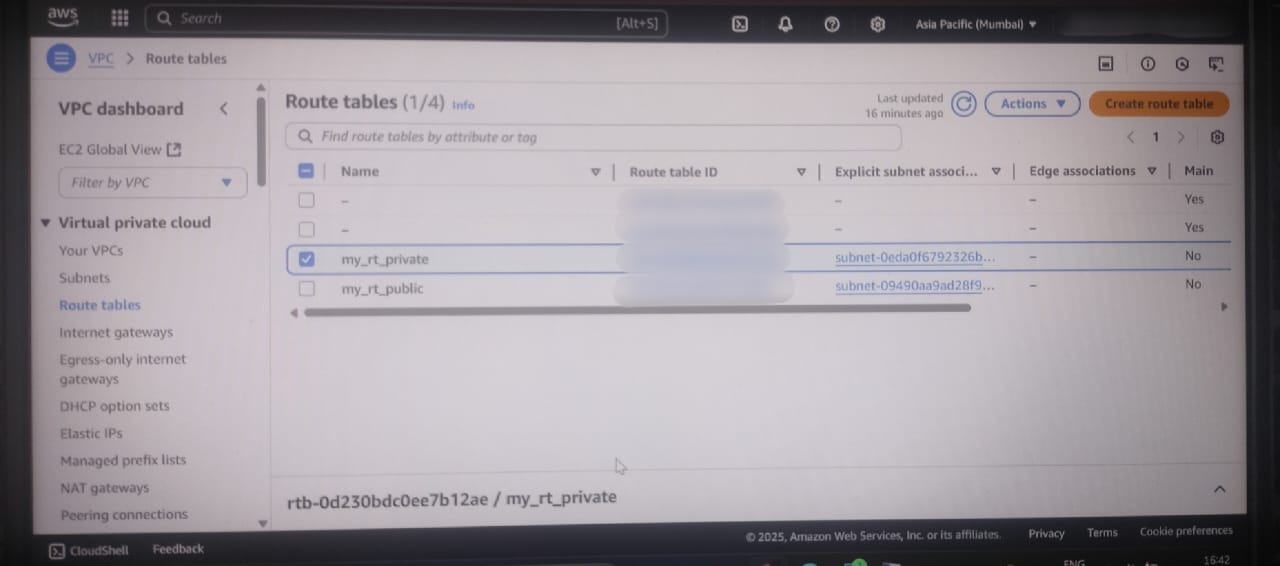 aws Search [Alt+S] Asia Pacific (Mumbai)
VPC > Route tables
VPC dashboard
EC2 Global View
Filter by VPC
Virtual private cloud
Your VPCs
Subnets
Route tables
Internet gateways
Egress-only internet
gateways
DHCP option sets
Elastic IPs
Managed prefix lists
NAT gateways
Peering connections
Route tables (1/4) Info
Last updated
16 minutes ago
Actions
Create route table
Find route tables by attribute or tag
1
Name Route table ID Explicit subnet associ... Edge associations Main
– – – Yes
– – – Yes
my_rt_private subnet-0eda0f6792326b... – No
my_rt_public subnet-09490aa9ad28f9... – No
rtb-0d230bdc0ee7b12ae / my_rt_private
CloudShell Feedback © 2025, Amazon Web Services, Inc. or its affiliates. Privacy Terms Cookie preferences
ENG 16:42